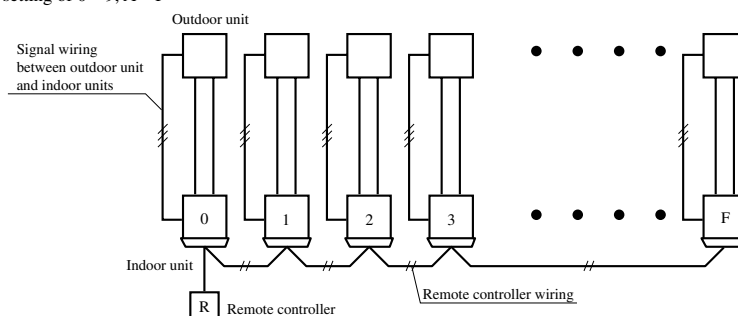 Outdoor unit
Signal wiring
between outdoor unit
and indoor units
0 1 2 3 F
Indoor unit
Remote controller wiring
R Remote controller